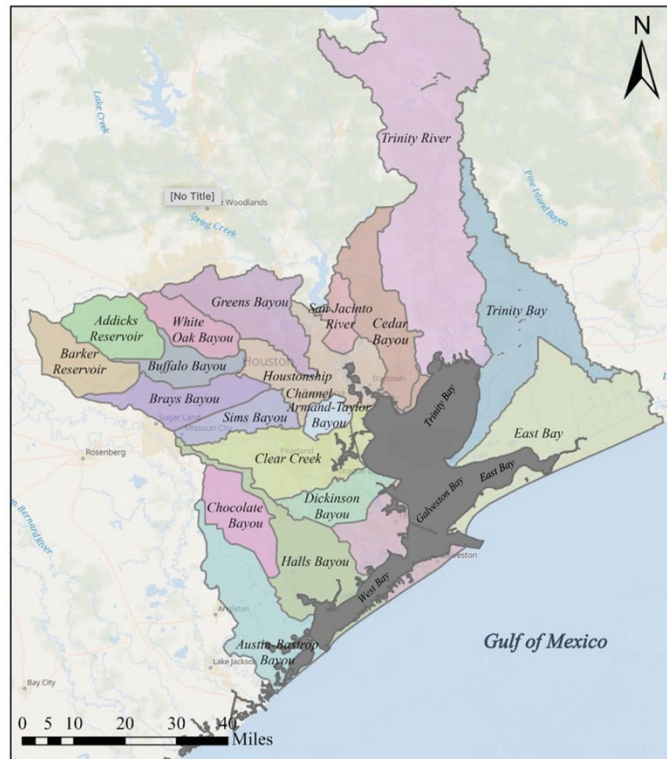 N
Trinity River
Lake Creek
[No Title]
e Woodlands
Spring Creek
Pine Island Bayou
Greens Bayou
San Jacinto
River
Cedar
Bayou
Trinity Bay
Addicks
Reservoir
White
Oak Bayou
Barker
Reservoir
Buffalo Bayou
Houston
Houstonship
Channel
Brays Bayou
Armand-Taylor
Bayou
Trinity Bay
Sugar Land
Missouri City
Sims Bayou
East Bay
Rosenberg
Clear Creek
Pearland
East Bay
Galveston Bay
Chocolate
Bayou
Dickinson
Bayou
Halls Bayou
West Bay
veston
Angleton
Austin-Bastrop
Bayou
Gulf of Mexico
Lake Jackson
Bay City
0 5 10 20 30 40
Miles